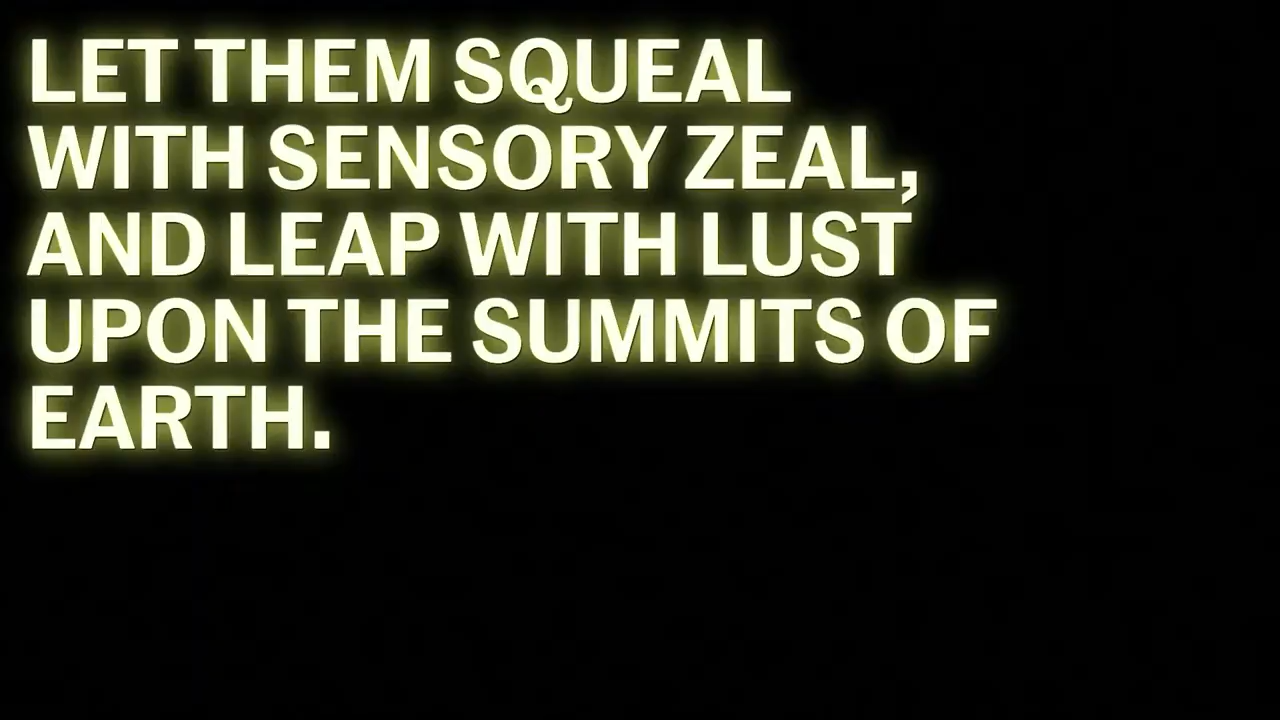 LET THEM SQUEAL
WITH SENSORY ZEAL,
AND LEAP WITH LUST
UPON THE SUMMITS OF
EARTH.